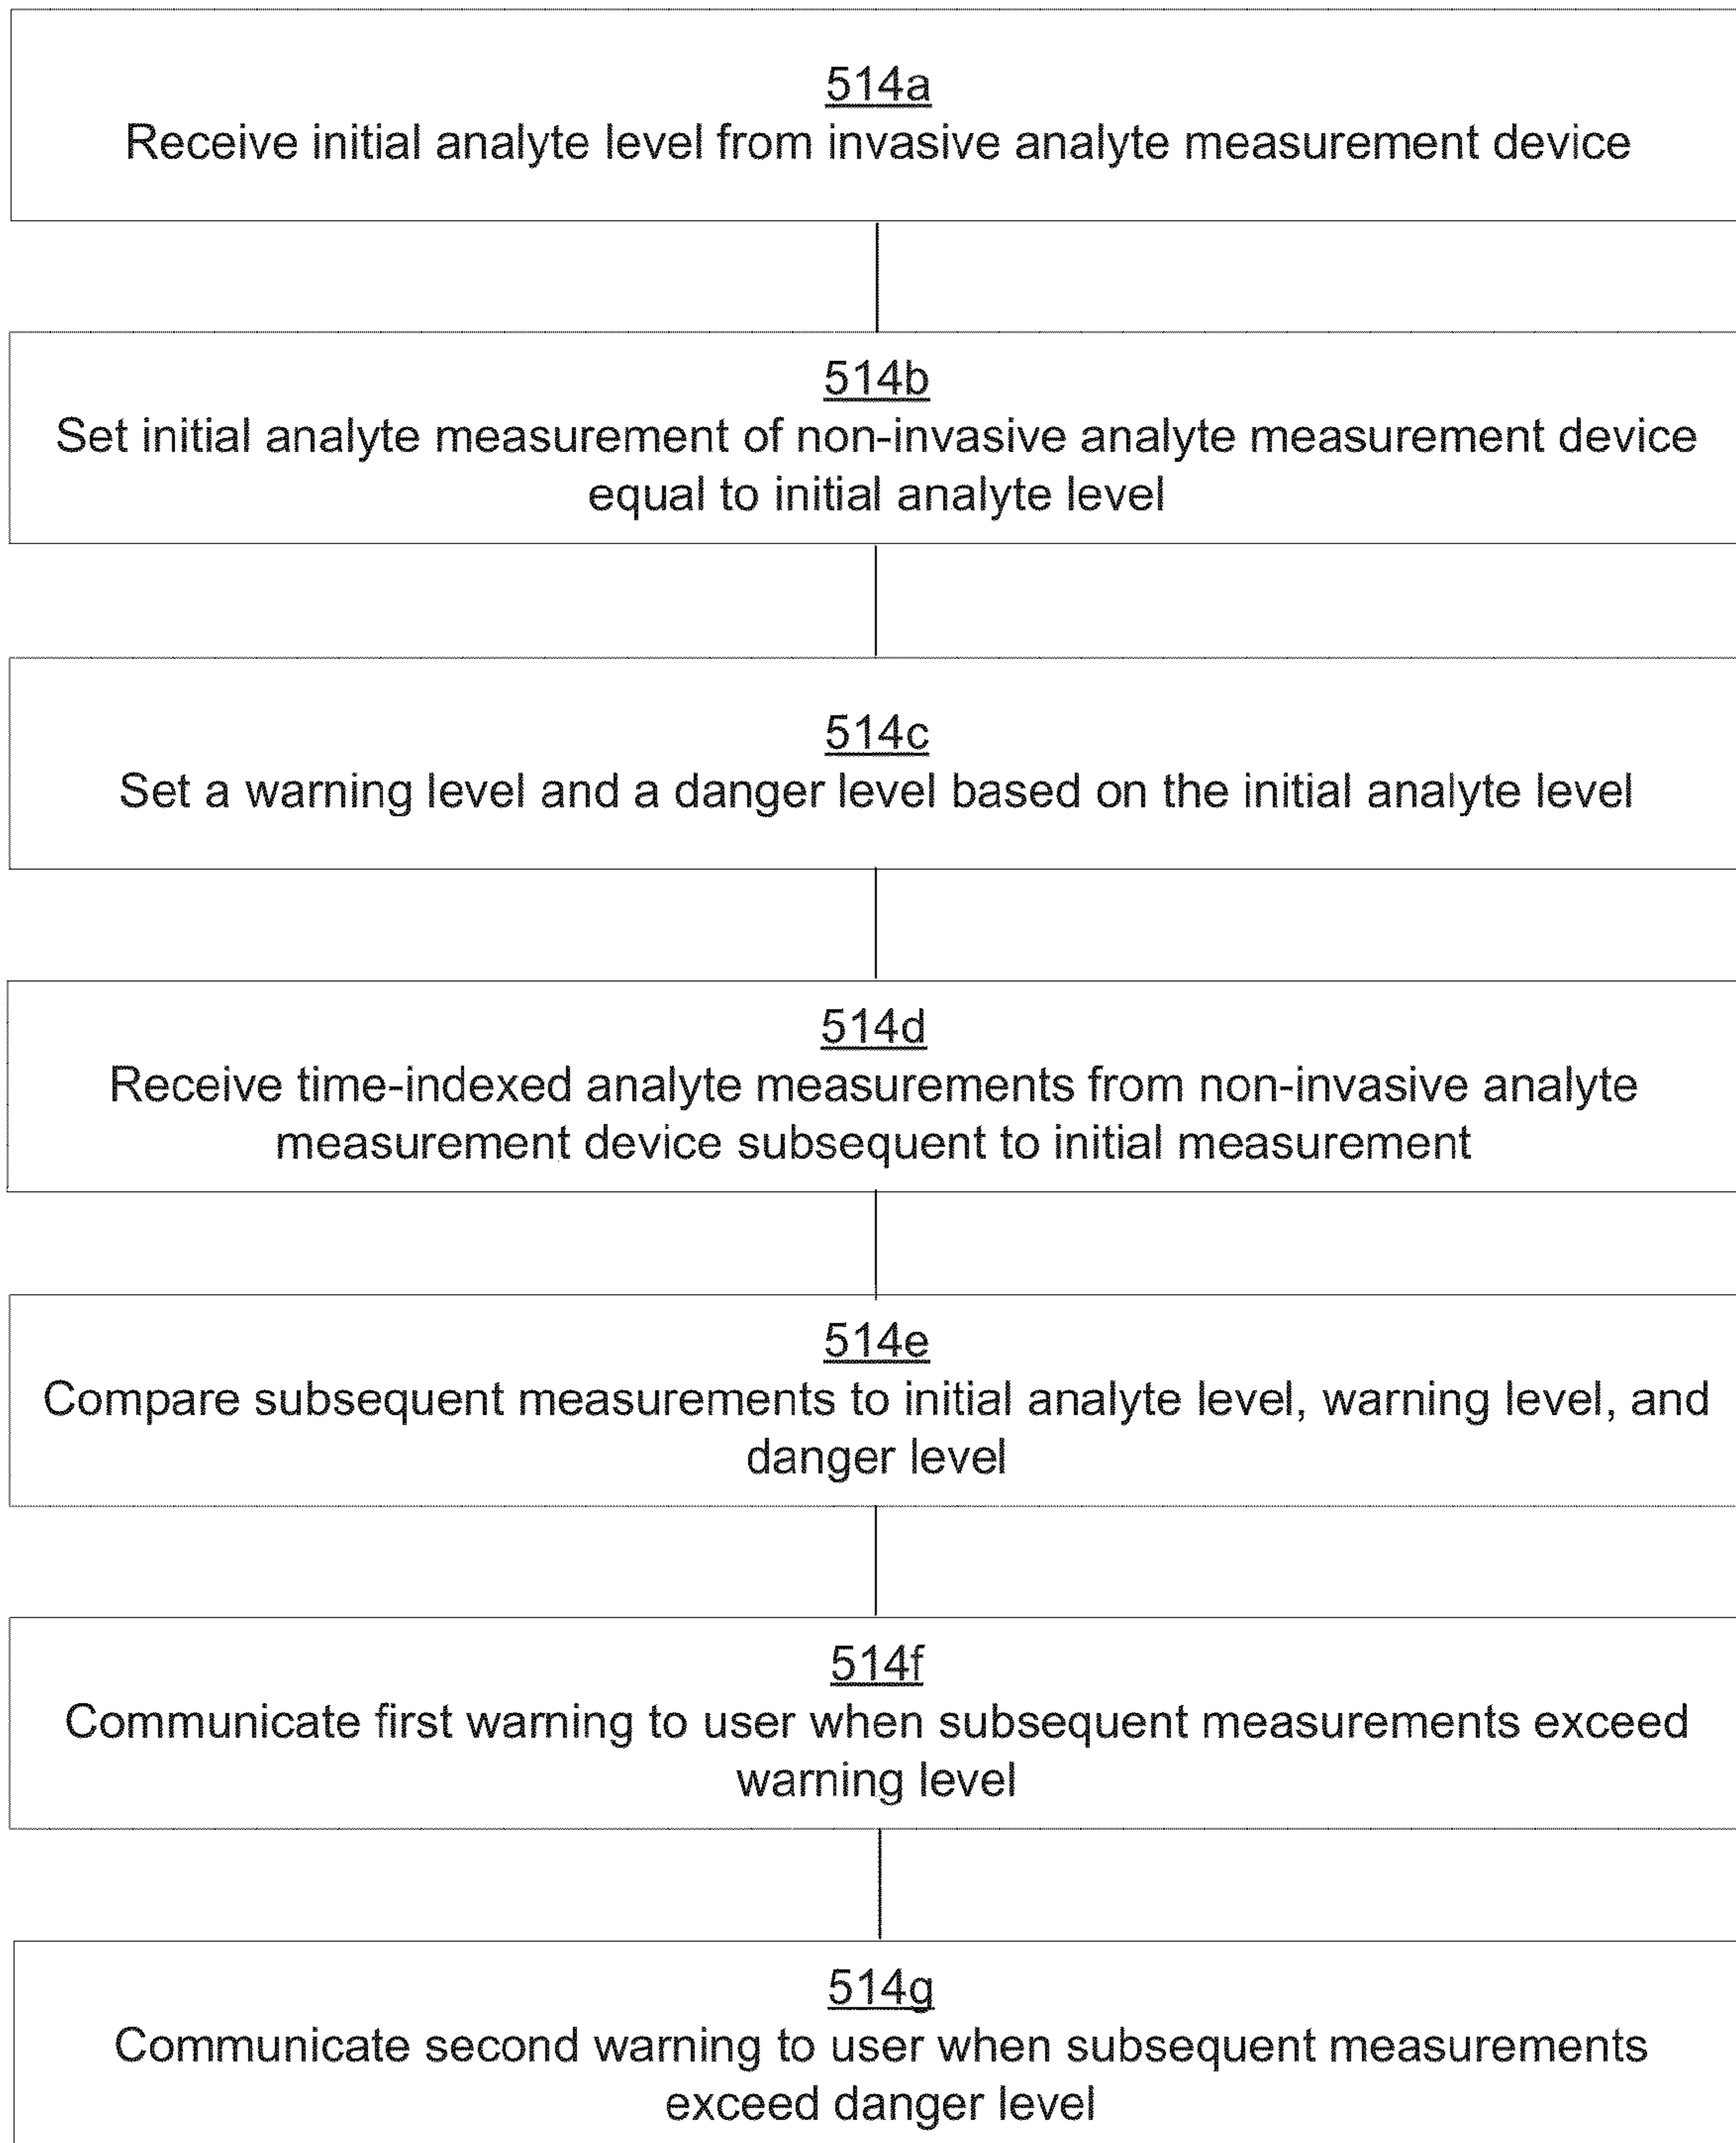 514a
Receive initial analyte level from invasive analyte measurement device
514b
Set initial analyte measurement of non-invasive analyte measurement device
equal to initial analyte level
514c
Set a warning level and a danger level based on the initial analyte level
514d
Receive time-indexed analyte measurements from non-invasive analyte
measurement device subsequent to initial measurement
514e
Compare subsequent measurements to initial analyte level, warning level, and
danger level
514f
Communicate first warning to user when subsequent measurements exceed
warning level
514g
Communicate second warning to user when subsequent measurements
exceed danger level